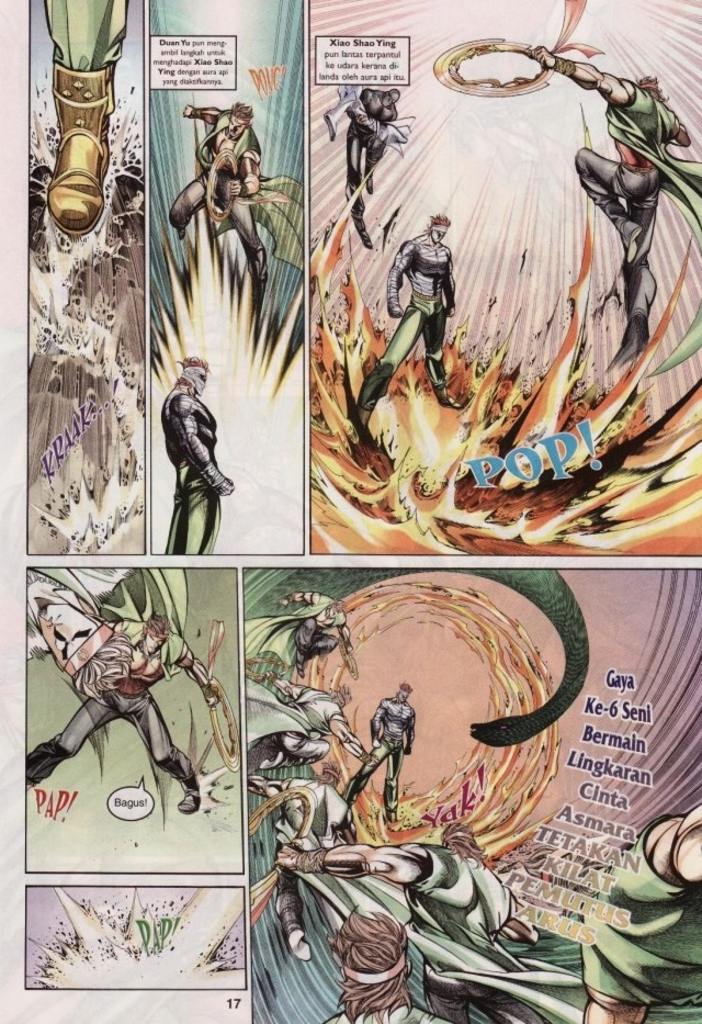 Duan Yu pun meng-
ambil langkah untuk
menghadapi Xiao Shao
Ying dengan aura api
yang diaktifkannya.
POK!
Xiao Shao Ying
pun lantas terpantul
ke udara kerana di-
landa oleh aura api itu.
KRAAK...!
POP!
PAP!
Bagus!
PAP!
Gaya
Ke-6 Seni
Bermain
Lingkaran
Cinta
Asmara
TETAKAN
KILAT
PEMUTUS
ARUS
Yak!
17